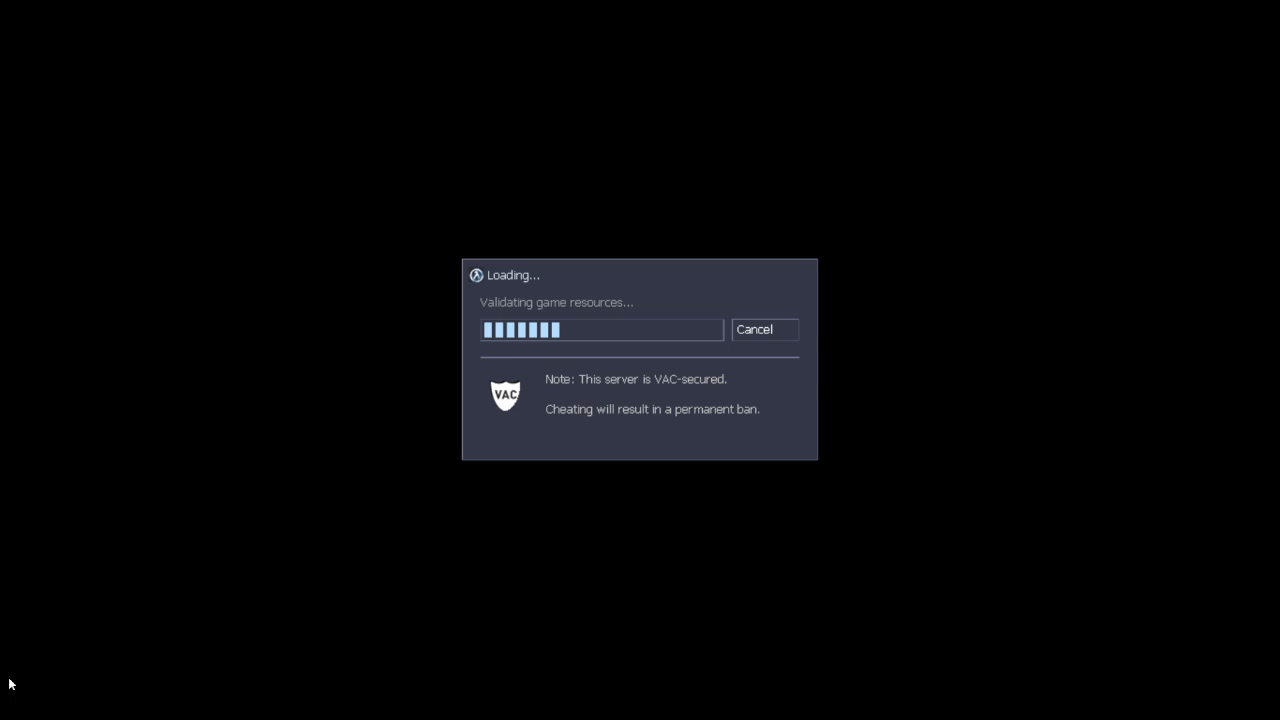 Loading...
Validating game resources...
Cancel
VAC
Note: This server is VAC-secured.
Cheating will result in a permanent ban.